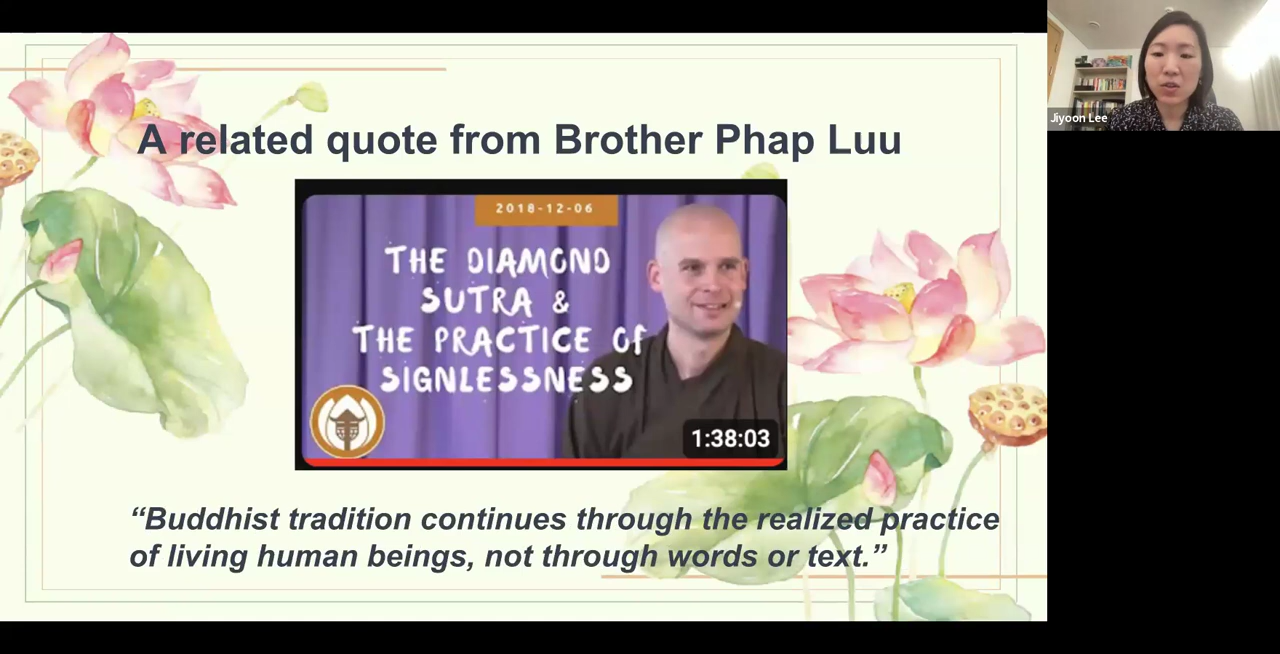 A related quote from Brother Phap Luu
2018-12-06
THE DIAMOND
SUTRA &
THE PRACTICE Of
SIGNLESSNESS
1:38:03
“Buddhist tradition continues through the realized practice
of living human beings, not through words or text.”
Jiyoon Lee